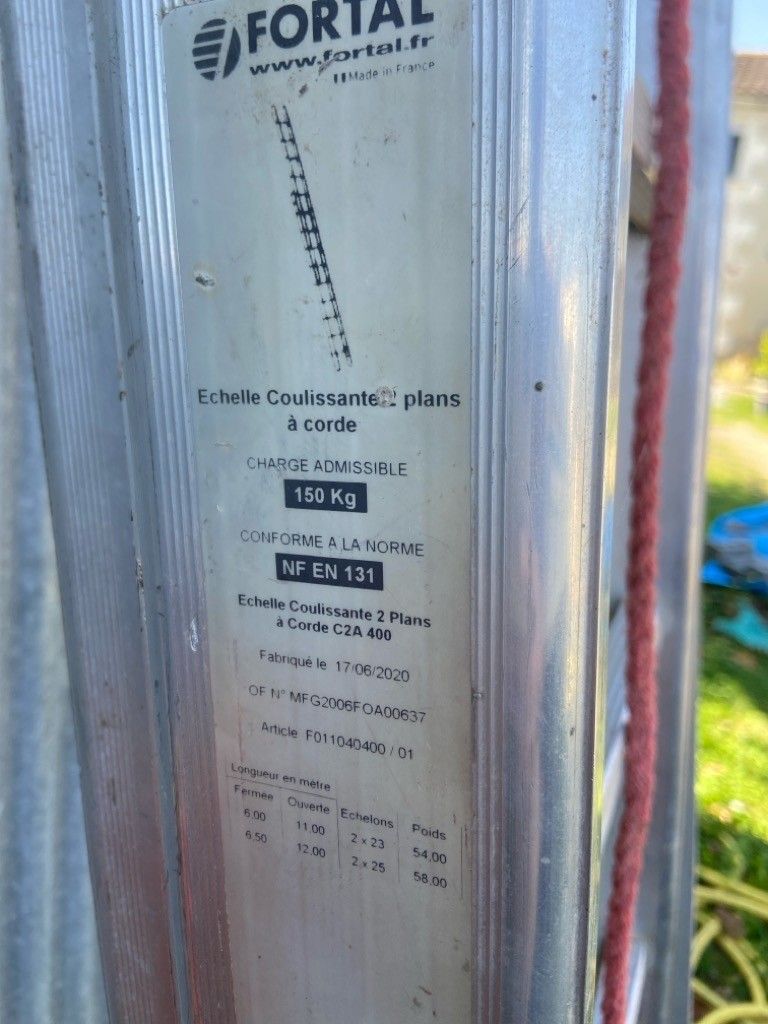 FORTAL
www.fortal.fr
Made in France
Echelle Coulissante 2 plans
à corde
CHARGE ADMISSIBLE
150 Kg
CONFORME A LA NORME
NF EN 131
Echelle Coulissante 2 Plans
à Corde C2A 400
Fabriqué le 17/06/2020
OF N° MFG2006FOA00637
Article F011040400 / 01
Longueur en mètre
Fermée Ouverte Echelons Poids
6.00 11.00 2 x 23 54.00
6.50 12.00 2 x 25 58.00